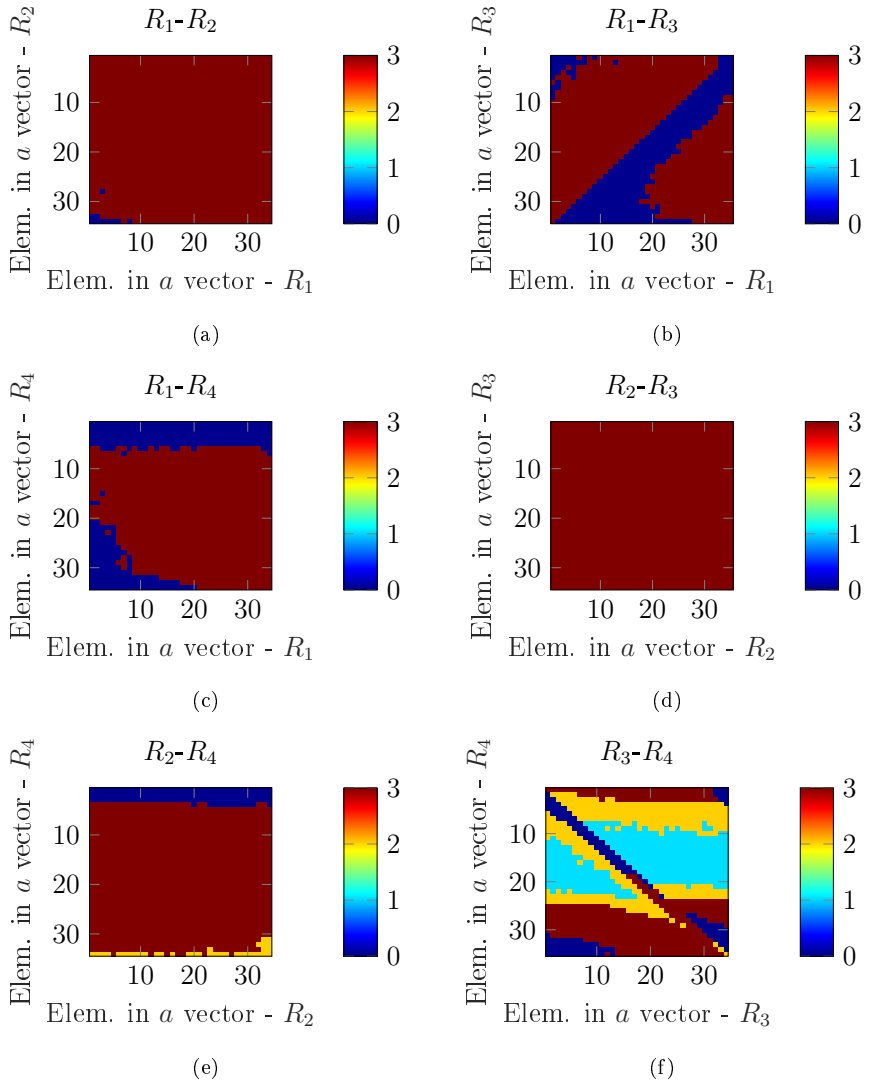 R1-R2
Elem. in a vector - R2
10
20
30
10 20 30
3
2
1
0
Elem. in a vector - R1
(a)
R1-R3
Elem. in a vector - R3
10
20
30
10 20 30
3
2
1
0
Elem. in a vector - R1
(b)
R1-R4
Elem. in a vector - R4
10
20
30
10 20 30
3
2
1
0
Elem. in a vector - R1
(c)
R2-R3
Elem. in a vector - R3
10
20
30
10 20 30
3
2
1
0
Elem. in a vector - R2
(d)
R2-R4
Elem. in a vector - R4
10
20
30
10 20 30
3
2
1
0
Elem. in a vector - R2
(e)
R3-R4
Elem. in a vector - R4
10
20
30
10 20 30
3
2
1
0
Elem. in a vector - R3
(f)